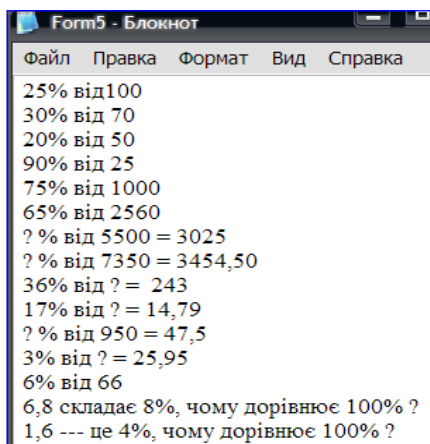 Form5 - Блокнот
Файл Правка Формат Вид Справка
25% від100
30% від 70
20% від 50
90% від 25
75% від 1000
65% від 2560
? % від 5500 = 3025
? % від 7350 = 3454,50
36% від ? =  243
17% від ? = 14,79
? % від 950 = 47,5
3% від ? = 25,95
6% від 66
6,8 складає 8%, чому дорівнює 100% ?
1,6 --- це 4%, чому дорівнює 100% ?